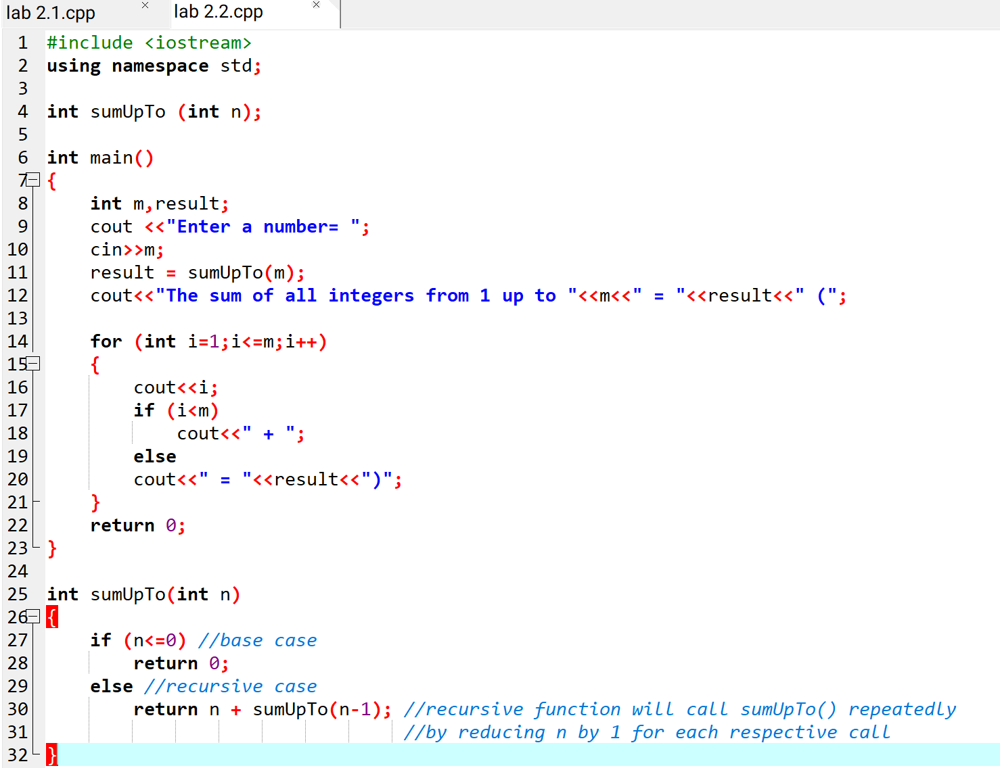 lab 2.1.cpp × lab 2.2.cpp ×
1 #include <iostream>
2 using namespace std;
3
4 int sumUpTo (int n);
5
6 int main()
7 {
8 int m,result;
9 cout <<"Enter a number= ";
10 cin>>m;
11 result = sumUpTo(m);
12 cout<<"The sum of all integers from 1 up to "<<m<<" = "<<result<<" (";
13
14 for (int i=1;i<=m;i++)
15 {
16 cout<<i;
17 if (i<m)
18 cout<<" + ";
19 else
20 cout<<" = "<<result<<")";
21 }
22 return 0;
23 }
24
25 int sumUpTo(int n)
26 {
27 if (n<=0) //base case
28 return 0;
29 else //recursive case
30 return n + sumUpTo(n-1); //recursive function will call sumUpTo() repeatedly
31 //by reducing n by 1 for each respective call
32 }